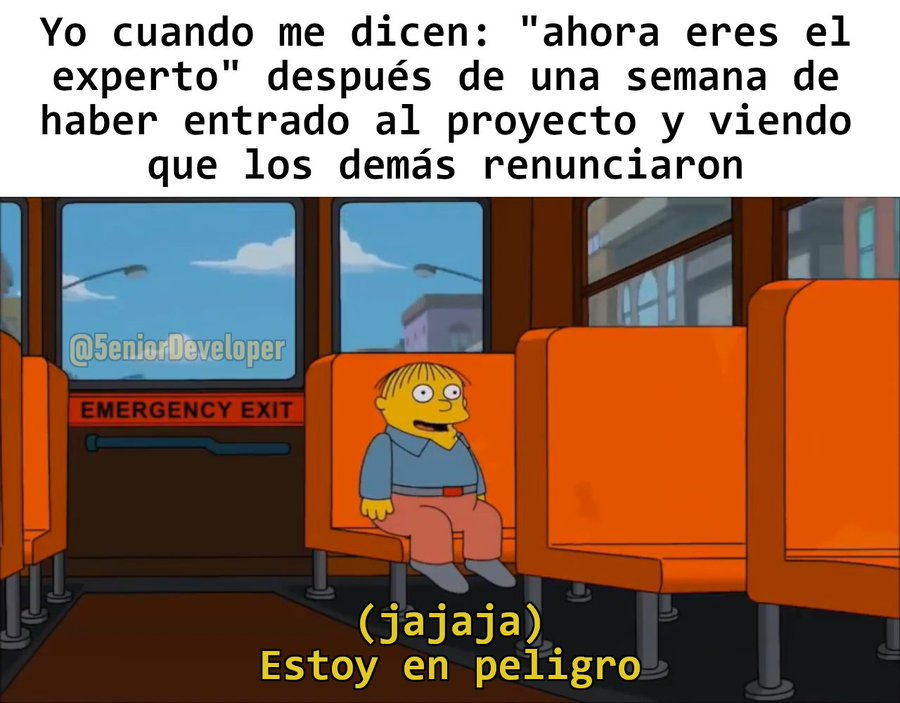 Yo cuando me dicen: "ahora eres el
experto" después de una semana de
haber entrado al proyecto y viendo
que los demás renunciaron
@5eniorDeveloper
EMERGENCY EXIT
(jajaja)
Estoy en peligro